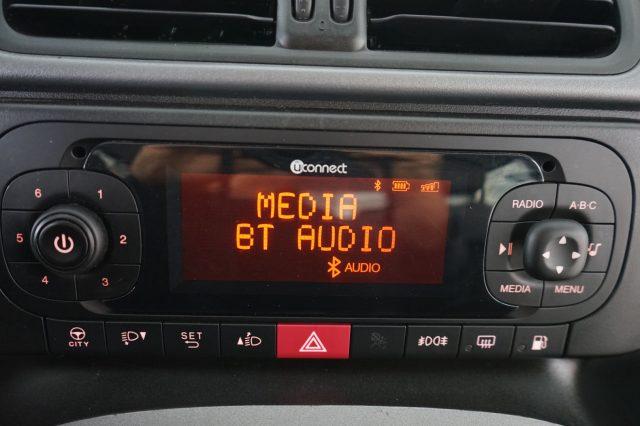 uconnect
MEDIA
BT AUDIO
AUDIO
6 1
5 2
4 3
RADIO A·B·C
MEDIA MENU
CITY
SET